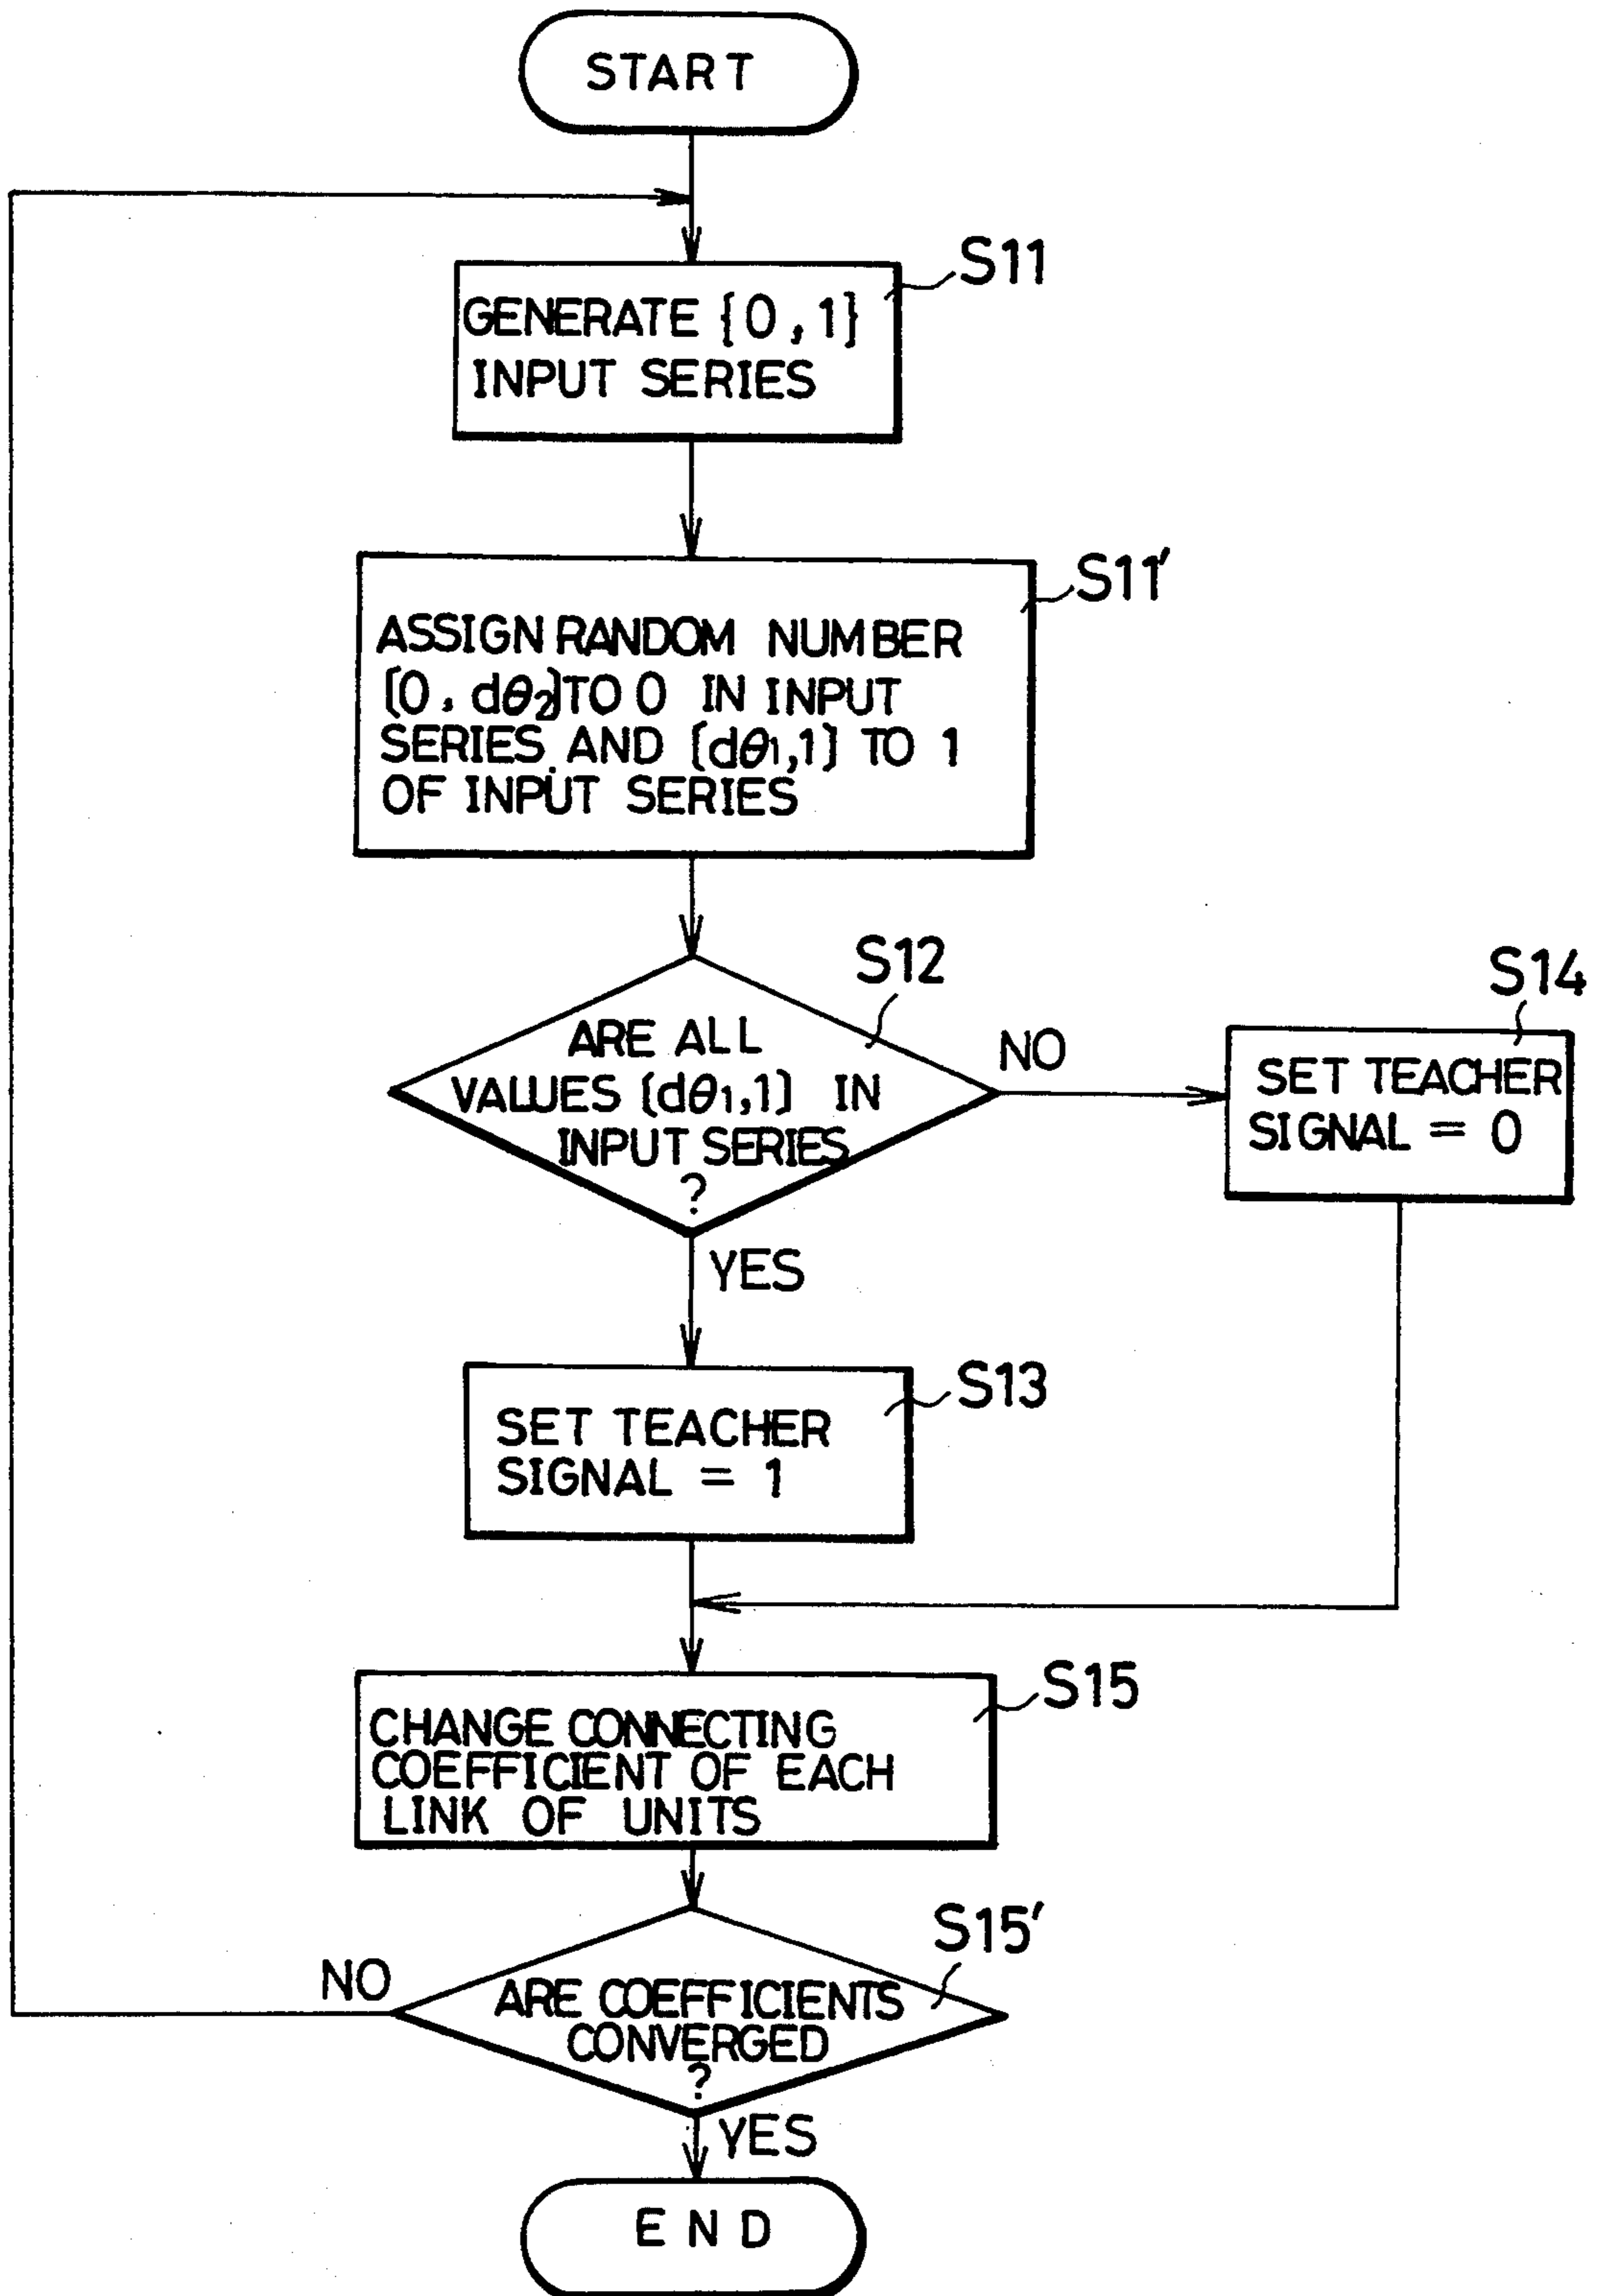 START
S11
GENERATE {0,1}
INPUT SERIES
S11'
ASSIGN RANDOM NUMBER
[0, dθ2] TO 0 IN INPUT
SERIES AND [dθ1,1] TO 1
OF INPUT SERIES
S12
ARE ALL
VALUES [dθ1,1] IN
INPUT SERIES
?
NO
S14
SET TEACHER
SIGNAL = 0
YES
S13
SET TEACHER
SIGNAL = 1
S15
CHANGE CONNECTING
COEFFICIENT OF EACH
LINK OF UNITS
S15'
NO
ARE COEFFICIENTS
CONVERGED
?
YES
END